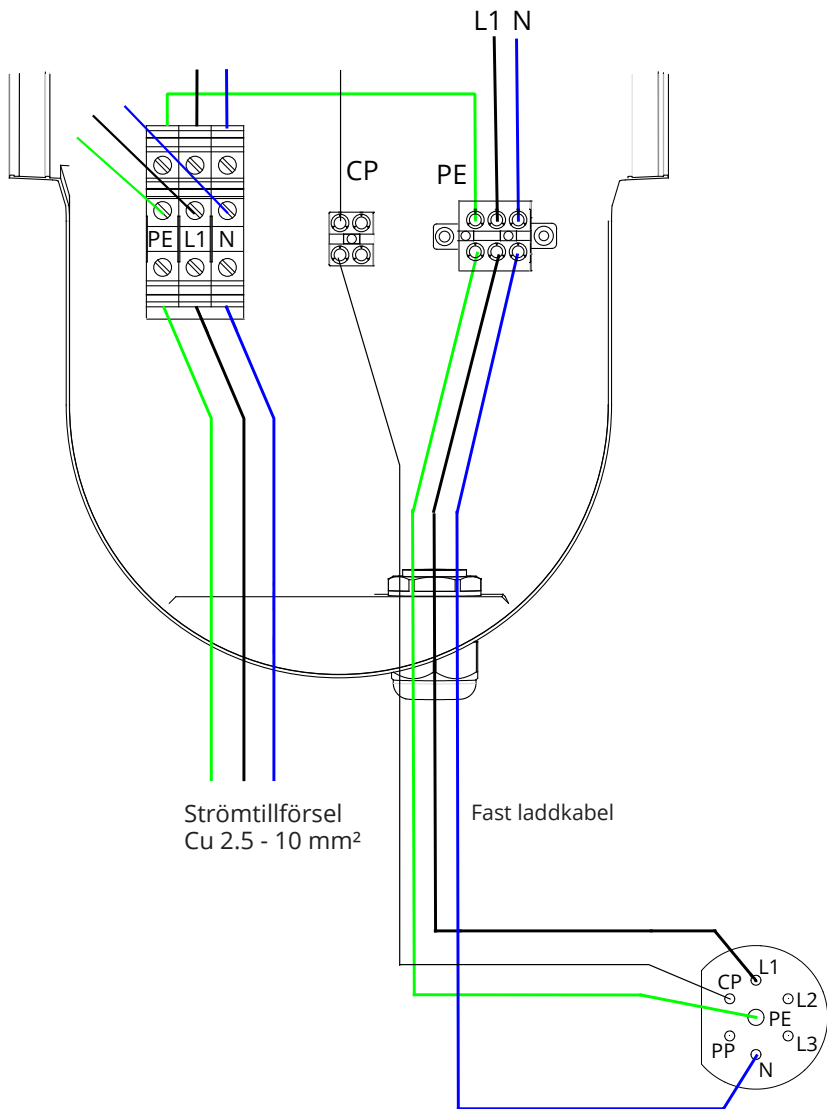 L1 N
CP
PE
PE L1 N
Strömtillförsel
Cu 2.5 - 10 mm²
Fast laddkabel
L1
CP
L2
PE
PP
L3
N